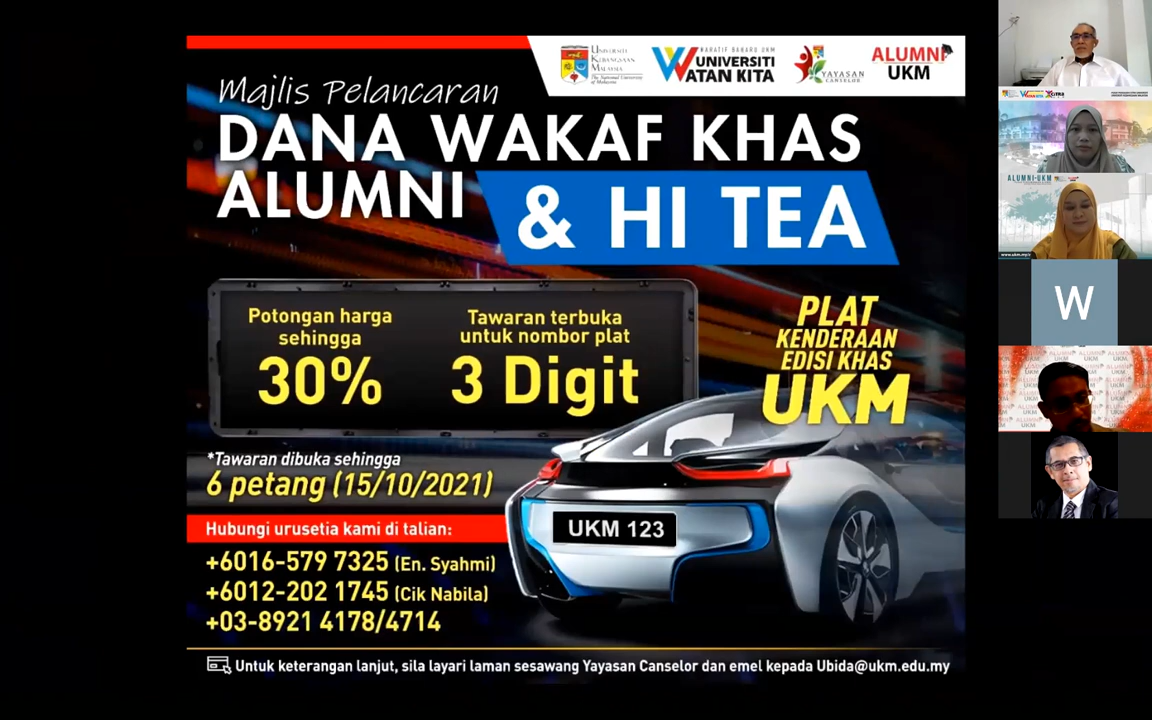 UNIVERSITI
KEBANGSAAN
MALAYSIA
The National University
of Malaysia
NARATIF BAHARU UKM
UNIVERSITI
WATAN KITA
YAYASAN
CANSELOR
ALUMNI
UKM
Majlis Pelancaran
DANA WAKAF KHAS
ALUMNI
& HI TEA
Potongan harga
sehingga
30%
Tawaran terbuka
untuk nombor plat
3 Digit
PLAT
KENDERAAN
EDISI KHAS
UKM
*Tawaran dibuka sehingga
6 petang (15/10/2021)
Hubungi urusetia kami di talian:
+6016-579 7325 (En. Syahmi)
+6012-202 1745 (Cik Nabila)
+03-8921 4178/4714
UKM 123
Untuk keterangan lanjut, sila layari laman sesawang Yayasan Canselor dan emel kepada Ubida@ukm.edu.my
ALUMNI-UKM
W